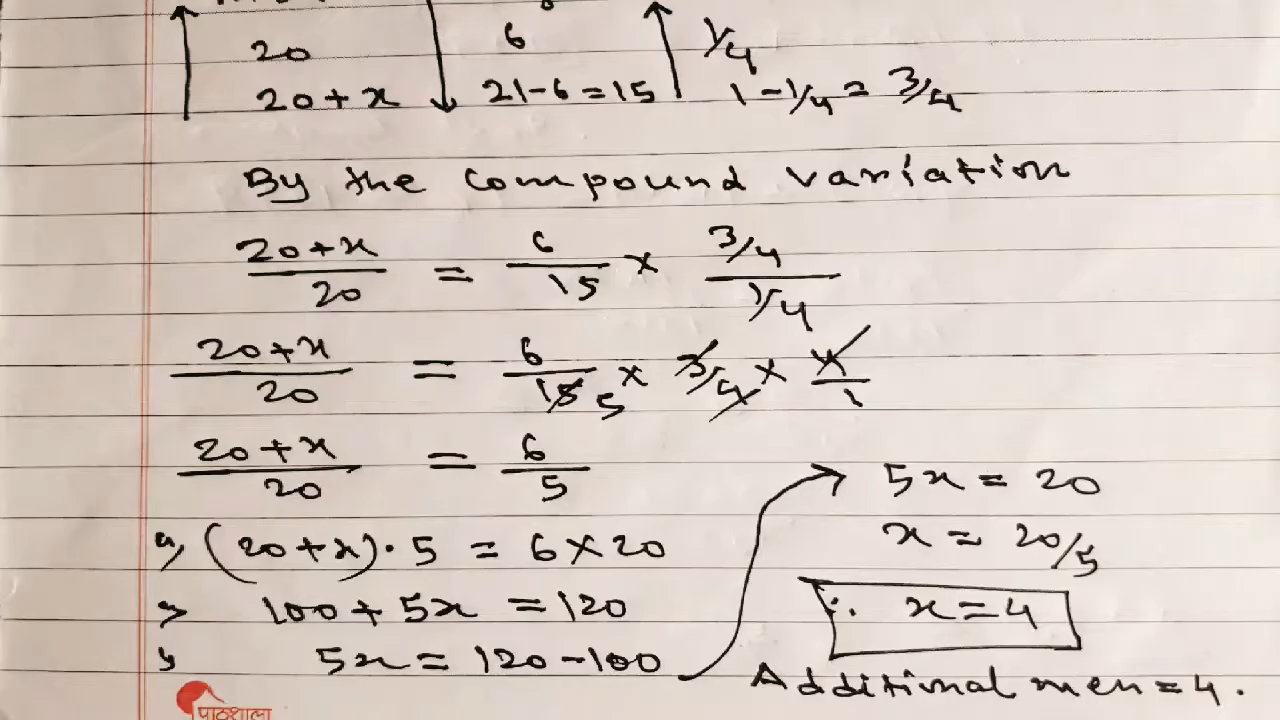 20 6 1/4
20+x 21-6=15 1-1/4=3/4
By the compound variation
20+x/20 = 6/15 × 3/4/1/4
20+x/20 = 6/15 5 × 3/4 × 4/1
20+x/20 = 6/5
(20+x)·5 = 6×20
100+5x = 120
5x = 120-100
5x = 20
x = 20/5
∴ x=4
Additional men=4.
पाठशाला